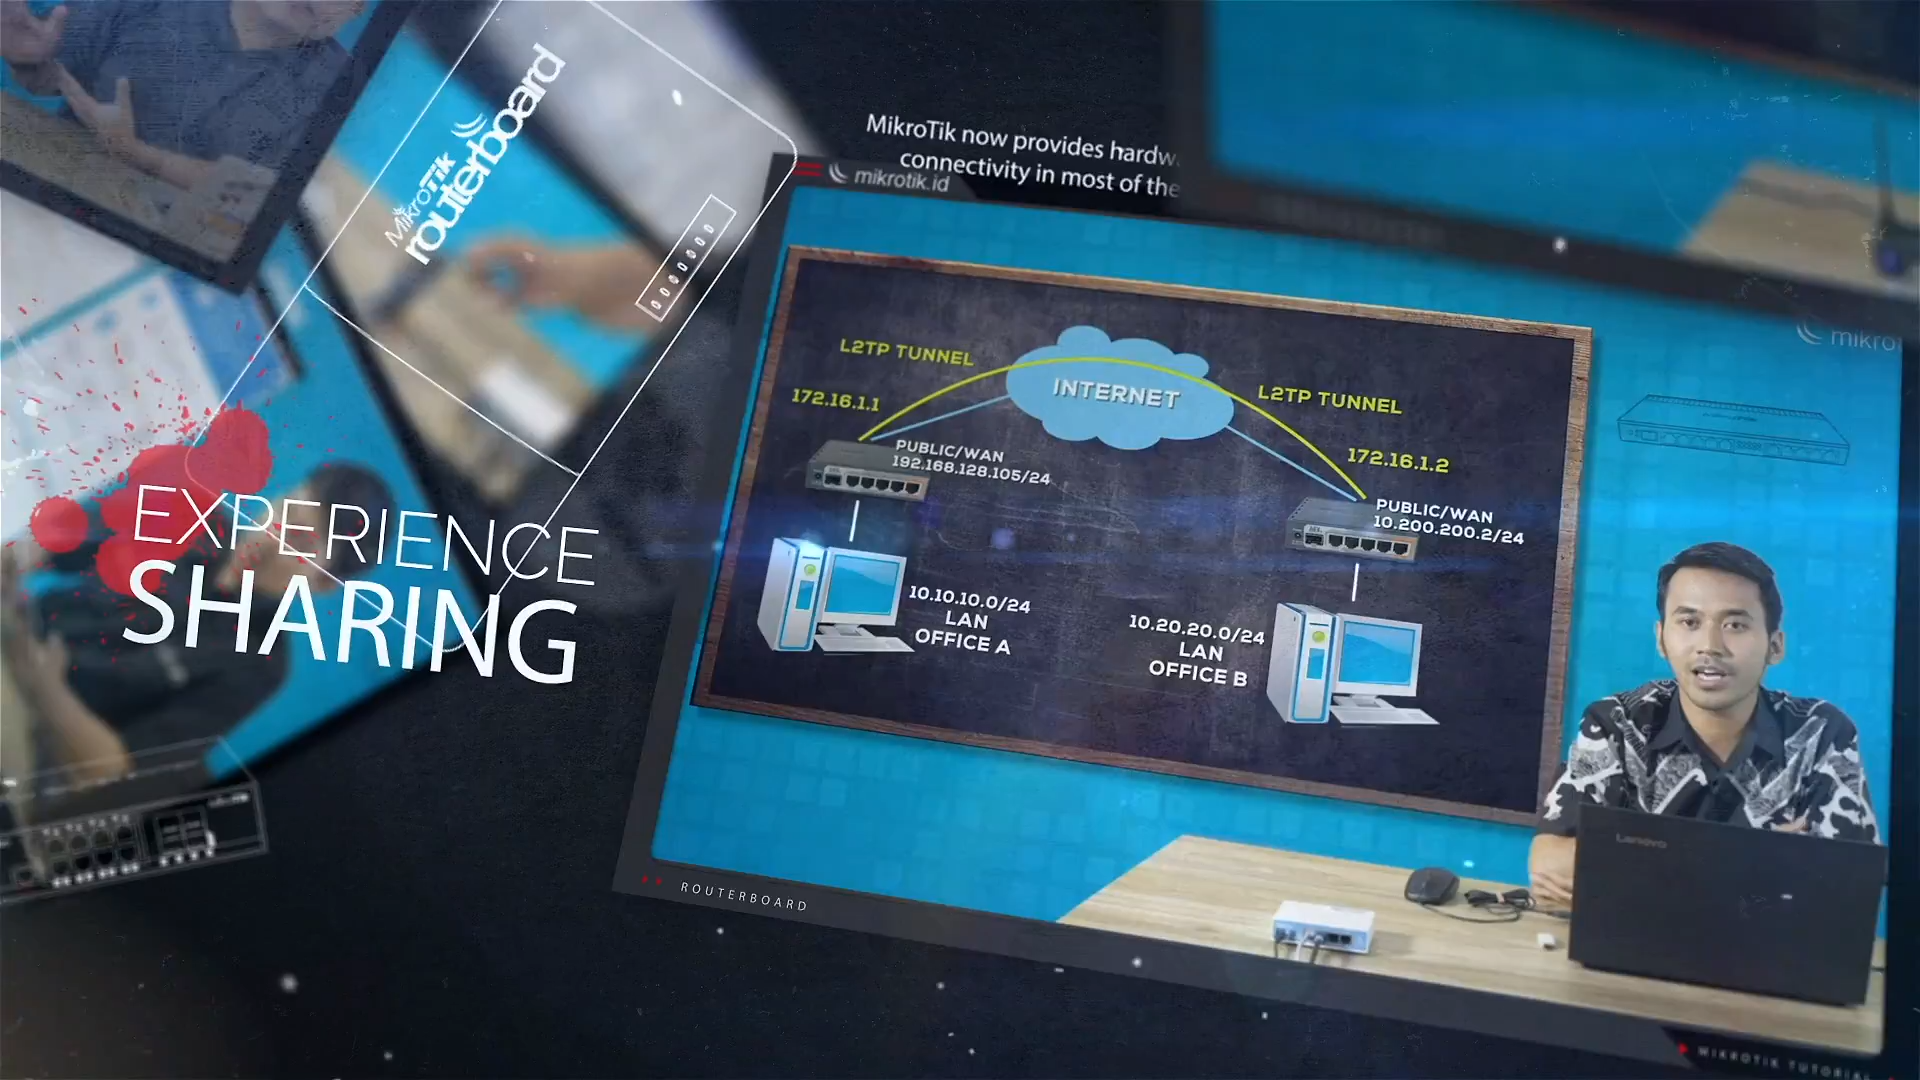 MikroTik
routerboard
MikroTik now provides hardw
connectivity in most of the
mikrotik.id
EXPERIENCE
SHARING
L2TP TUNNEL
INTERNET
L2TP TUNNEL
172.16.1.1
172.16.1.2
PUBLIC/WAN
192.168.128.105/24
PUBLIC/WAN
10.200.200.2/24
10.10.10.0/24
LAN
OFFICE A
10.20.20.0/24
LAN
OFFICE B
mikrot
Lenovo
ROUTERBOARD
MIKROTIK TUTORIAL